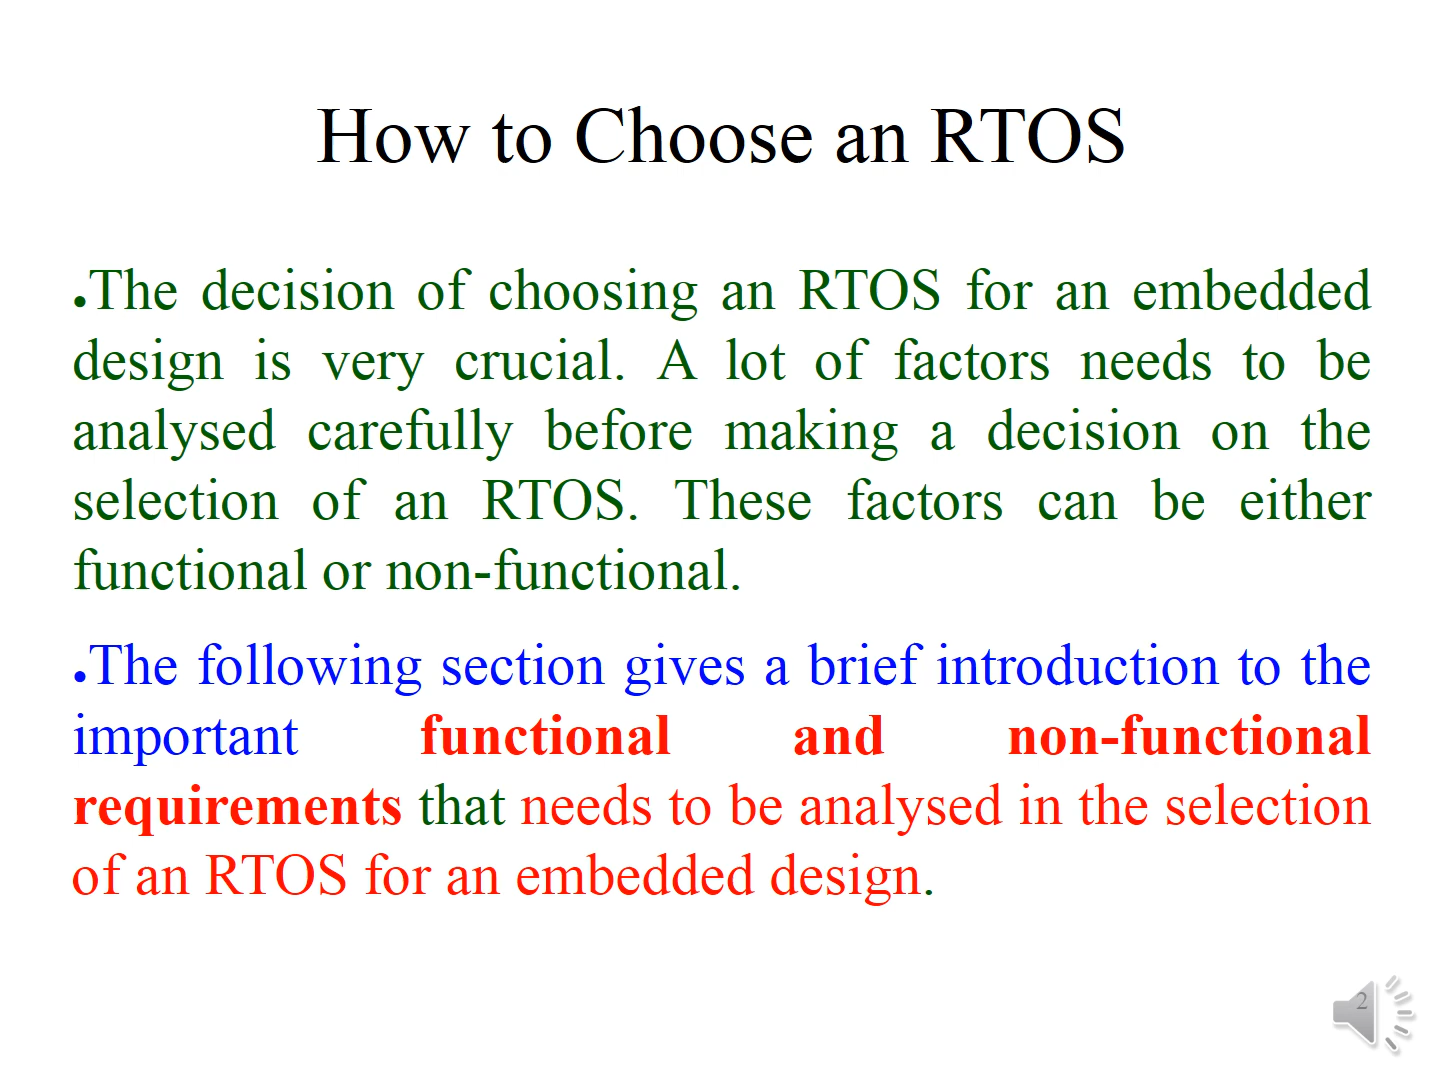 How to Choose an RTOS
●The decision of choosing an RTOS for an embedded
design is very crucial. A lot of factors needs to be
analysed carefully before making a decision on the
selection of an RTOS. These factors can be either
functional or non-functional.
●The following section gives a brief introduction to the
important functional and non-functional
requirements that needs to be analysed in the selection
of an RTOS for an embedded design.
2